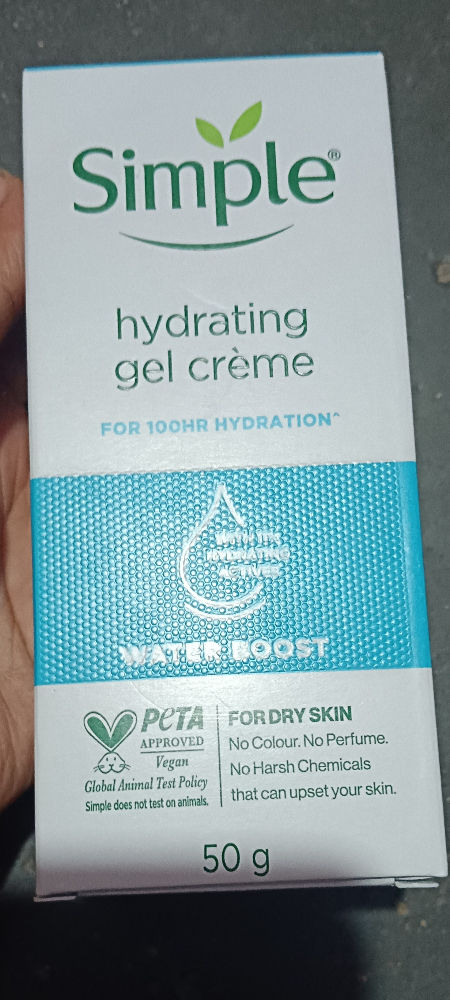 Simple®
hydrating
gel crème
FOR 100HR HYDRATION^
HYDRATING
ACTIVES
WATER BOOST
PeTA
APPROVED
Vegan
Global Animal Test Policy
Simple does not test on animals.
FOR DRY SKIN
No Colour. No Perfume.
No Harsh Chemicals
that can upset your skin.
50 g